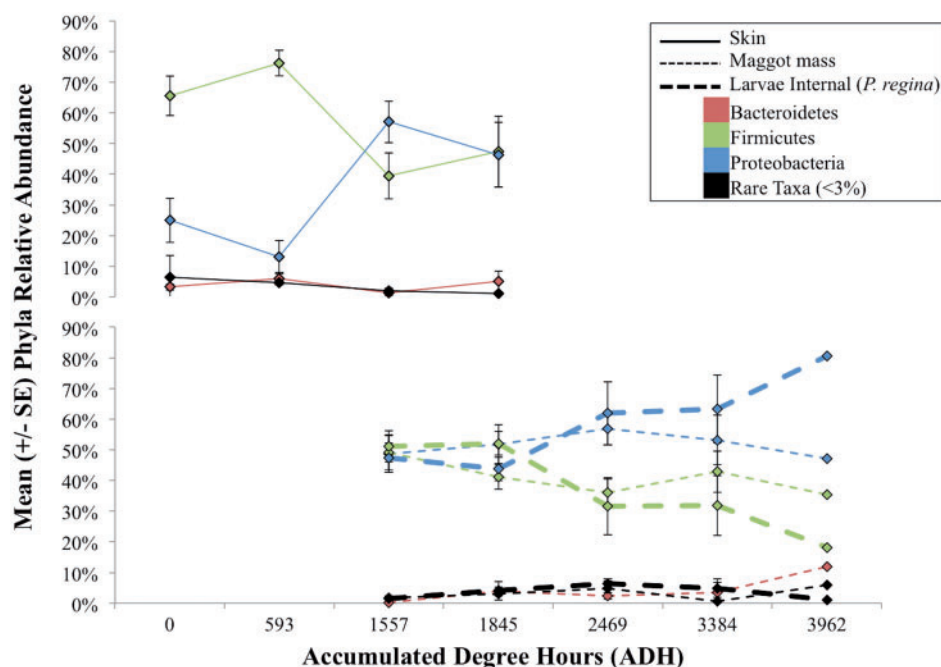 90%
80%
70%
60%
50%
40%
30%
20%
10%
0%
Skin
Maggot mass
Larvae Internal (P. regina)
Bacteroidetes
Firmicutes
Proteobacteria
Rare Taxa (<3%)
Mean (+/- SE) Phyla Relative Abundance
90%
80%
70%
60%
50%
40%
30%
20%
10%
0%
0 593 1557 1845 2469 3384 3962
Accumulated Degree Hours (ADH)